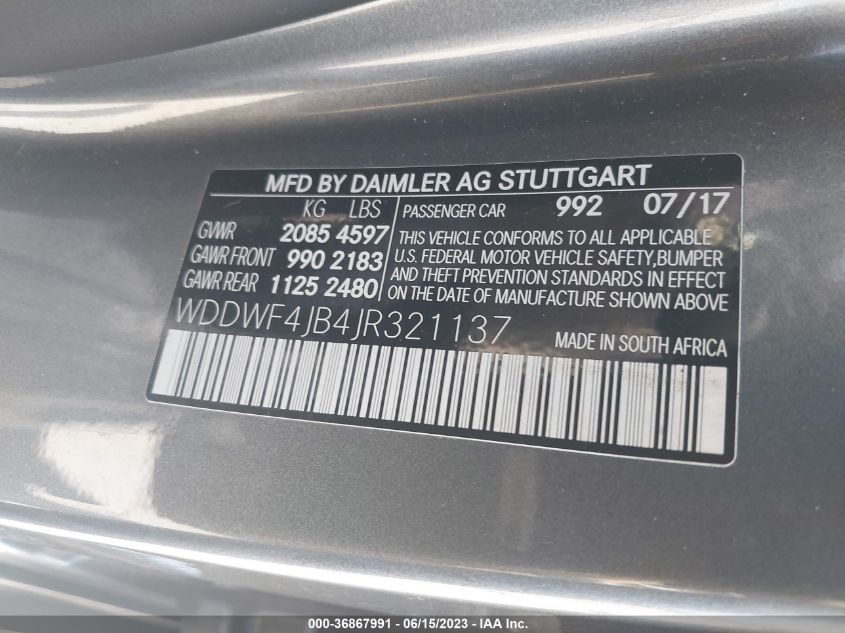 MFD BY DAIMLER AG STUTTGART
KG LBS
GVWR 2085 4597
GAWR FRONT 990 2183
GAWR REAR 1125 2480
PASSENGER CAR 992 07/17
THIS VEHICLE CONFORMS TO ALL APPLICABLE
U.S. FEDERAL MOTOR VEHICLE SAFETY,BUMPER
AND THEFT PREVENTION STANDARDS IN EFFECT
ON THE DATE OF MANUFACTURE SHOWN ABOVE
WDDWF4JB4JR321137
MADE IN SOUTH AFRICA
000-36867991 - 06/15/2023 - IAA Inc.